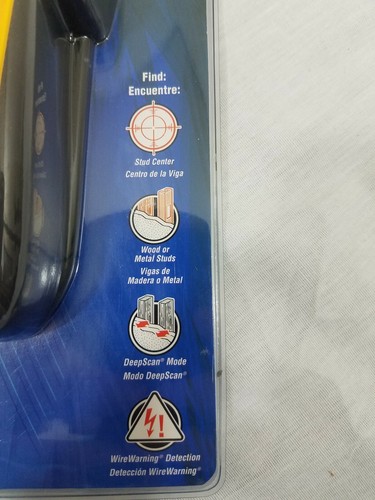 Find:
Encuentre:
Stud Center
Centro de la Viga
Wood or
Metal Studs
Vigas de
Madera o Metal
DeepScan® Mode
Modo DeepScan®
WireWarning® Detection
Detección WireWarning®